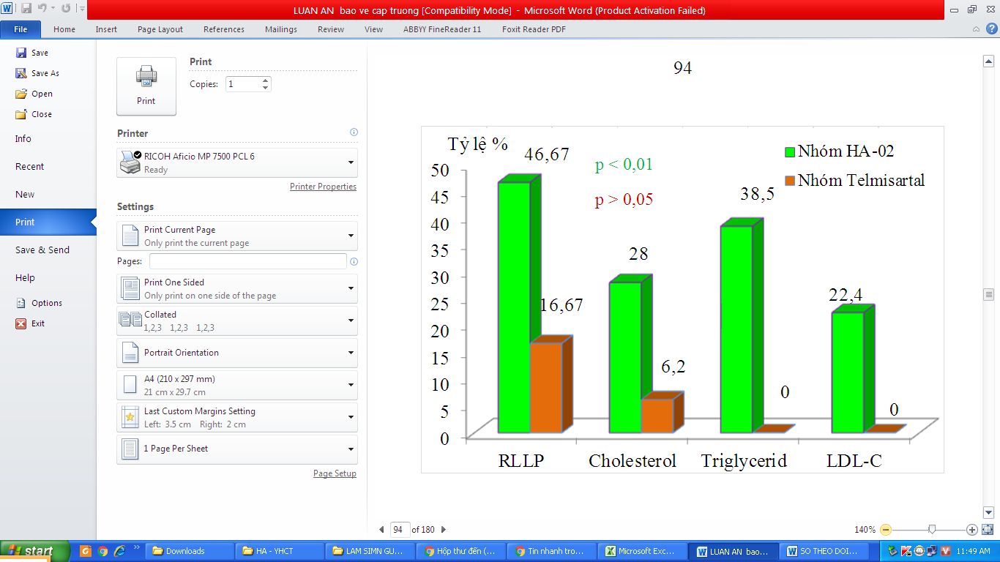 LUAN AN  bao ve cap truong [Compatibility Mode]  -  Microsoft Word (Product Activation Failed)
File Home Insert Page Layout References Mailings Review View ABBYY FineReader 11 Foxit Reader PDF
Save
Save As
Open
Close
Info
Recent
New
Print
Save & Send
Help
Options
Exit
Print
Print
Copies: 1
Printer
RICOH Aficio MP 7500 PCL 6
Ready
Printer Properties
Settings
Print Current Page
Only print the current page
Pages:
Print One Sided
Only print on one side of the page
Collated
1,2,3   1,2,3   1,2,3
Portrait Orientation
A4 (210 x 297 mm)
21 cm x 29.7 cm
Last Custom Margins Setting
Left:  3.5 cm   Right:  2 cm
1 Page Per Sheet
Page Setup
94
Tỷ lệ %
50
45
40
35
30
25
20
15
10
5
0
46,67
16,67
28
6,2
38,5
0
22,4
0
p < 0,01
p > 0,05
Nhóm HA-02
Nhóm Telmisartal
RLLP Cholesterol Triglycerid LDL-C
94 of 180
140%
start Downloads HA - YHCT LAM SIMN GU... Hộp thư đến (... Tin nhanh tro... Microsoft Exc... LUAN AN  bao... SO THEO DOI... 11:49 AM